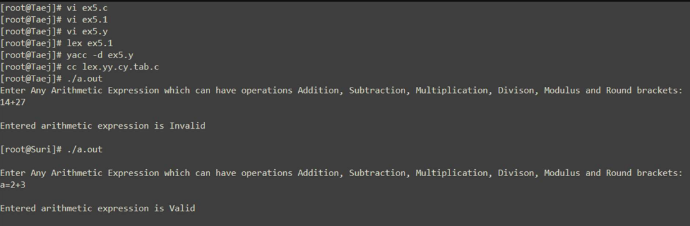 [root@Taej]# vi ex5.c
[root@Taej]# vi ex5.1
[root@Taej]# vi ex5.y
[root@Taej]# lex ex5.1
[root@Taej]# yacc -d ex5.y
[root@Taej]# cc lex.yy.cy.tab.c
[root@Taej]# ./a.out
Enter Any Arithmetic Expression which can have operations Addition, Subtraction, Multiplication, Divison, Modulus and Round brackets:
14+27
Entered arithmetic expression is Invalid
[root@Suri]# ./a.out
Enter Any Arithmetic Expression which can have operations Addition, Subtraction, Multiplication, Divison, Modulus and Round brackets:
a=2+3
Entered arithmetic expression is Valid